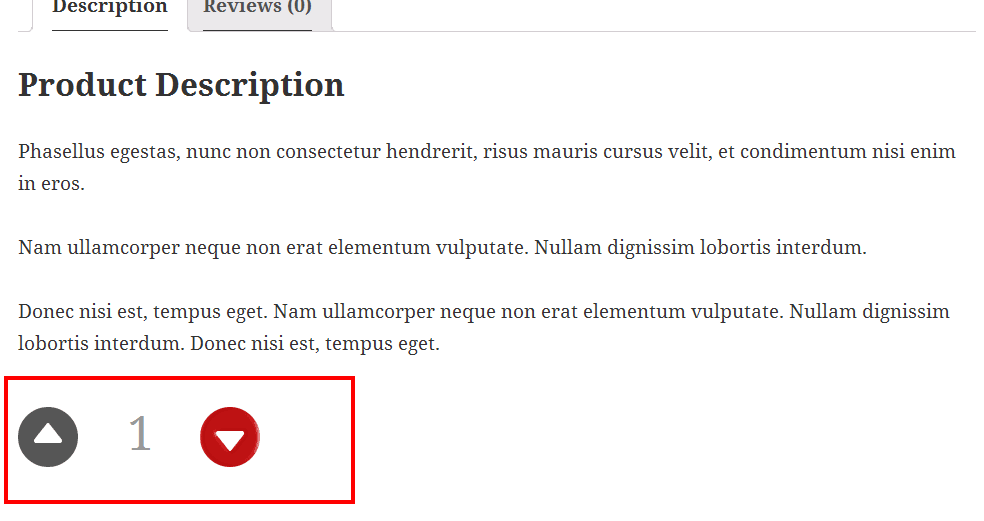 Description Reviews (0)
Product Description
Phasellus egestas, nunc non consectetur hendrerit, risus mauris cursus velit, et condimentum nisi enim
in eros.
Nam ullamcorper neque non erat elementum vulputate. Nullam dignissim lobortis interdum.
Donec nisi est, tempus eget. Nam ullamcorper neque non erat elementum vulputate. Nullam dignissim
lobortis interdum. Donec nisi est, tempus eget.
1